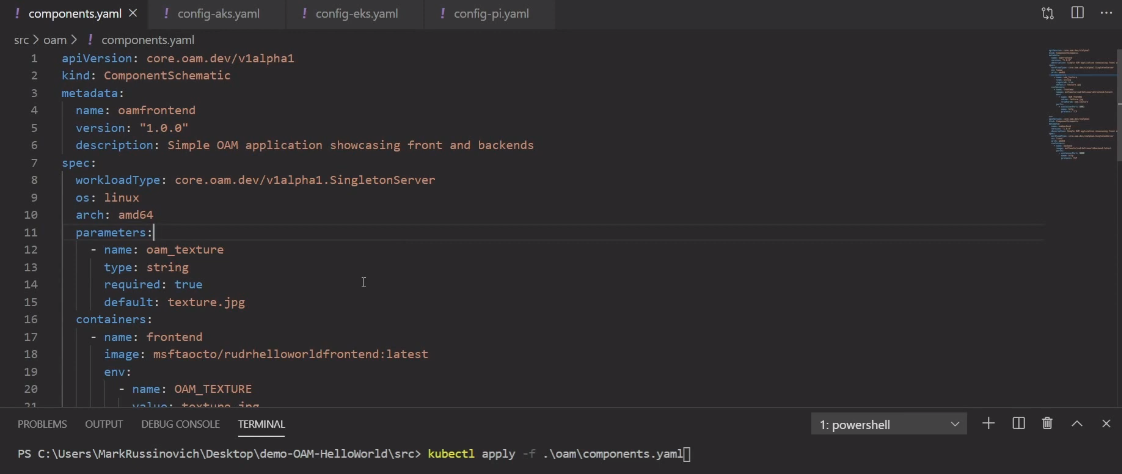 ! components.yaml ×
! config-aks.yaml
! config-eks.yaml
! config-pi.yaml
src > oam > ! components.yaml
1 apiVersion: core.oam.dev/v1alpha1
2 kind: ComponentSchematic
3 metadata:
4 name: oamfrontend
5 version: "1.0.0"
6 description: Simple OAM application showcasing front and backends
7 spec:
8 workloadType: core.oam.dev/v1alpha1.SingletonServer
9 os: linux
10 arch: amd64
11 parameters:
12 - name: oam_texture
13 type: string
14 required: true
15 default: texture.jpg
16 containers:
17 - name: frontend
18 image: msftaocto/rudrhelloworldfrontend:latest
19 env:
20 - name: OAM_TEXTURE
21 value: texture.jpg
PROBLEMS OUTPUT DEBUG CONSOLE TERMINAL 1: powershell
PS C:\Users\MarkRussinovich\Desktop\demo-OAM-HelloWorld\src> kubectl apply -f .\oam\components.yaml